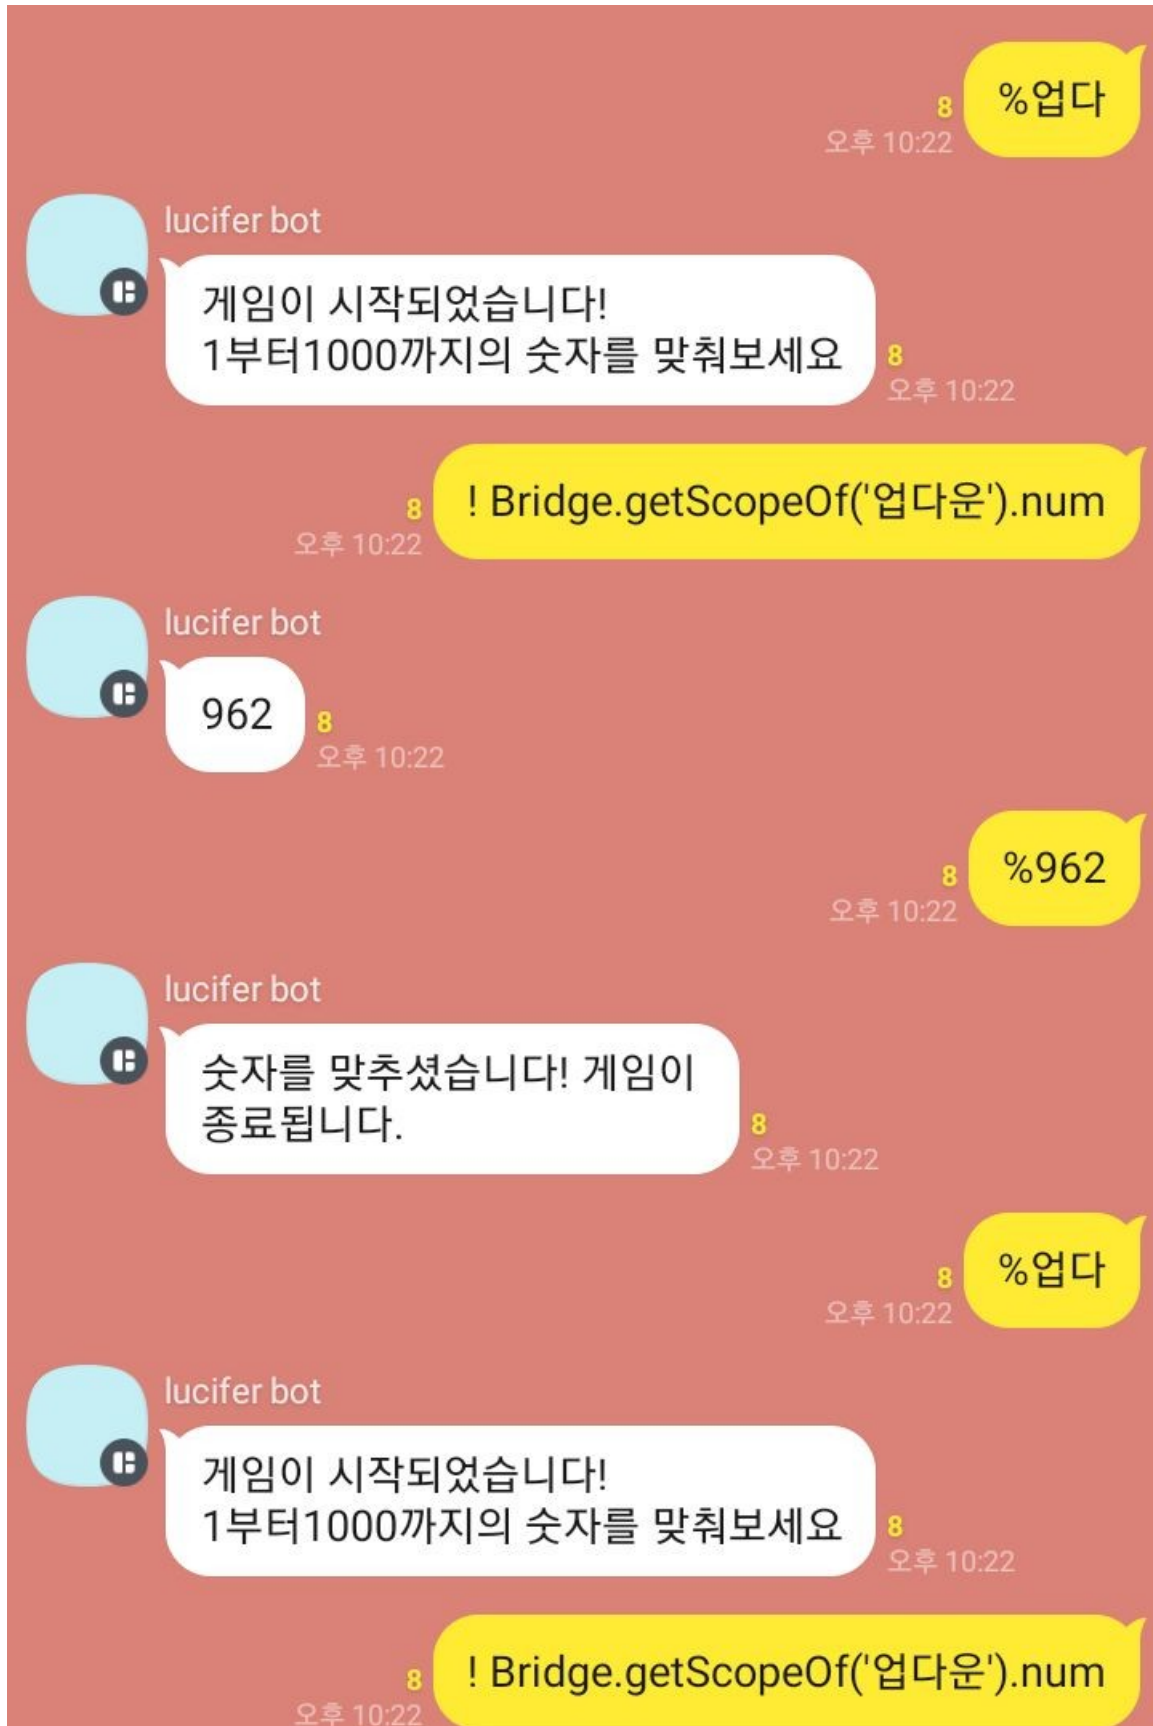 %업다
8
오후 10:22
lucifer bot
게임이 시작되었습니다!
1부터1000까지의 숫자를 맞춰보세요
8
오후 10:22
! Bridge.getScopeOf('업다운').num
8
오후 10:22
lucifer bot
962
8
오후 10:22
%962
8
오후 10:22
lucifer bot
숫자를 맞추셨습니다! 게임이
종료됩니다.
8
오후 10:22
%업다
8
오후 10:22
lucifer bot
게임이 시작되었습니다!
1부터1000까지의 숫자를 맞춰보세요
8
오후 10:22
! Bridge.getScopeOf('업다운').num
8
오후 10:22